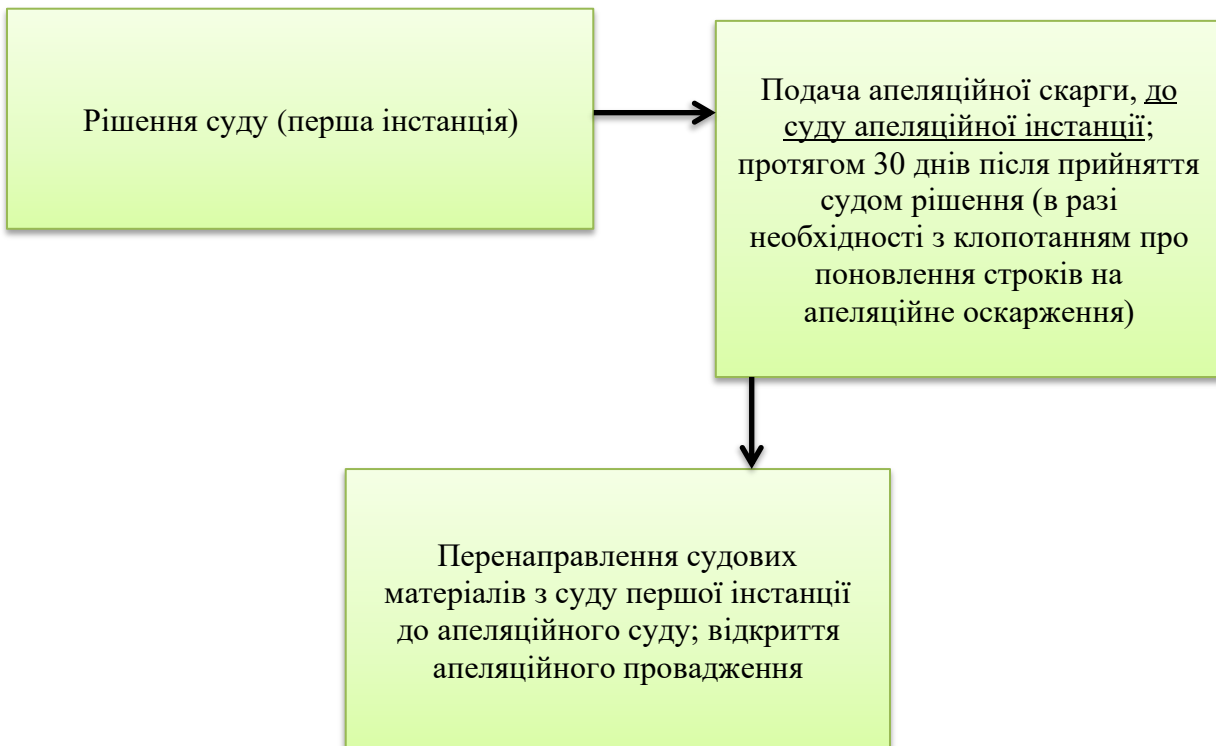 Рішення суду (перша інстанція)
Подача апеляційної скарги, до
суду апеляційної інстанції;
протягом 30 днів після прийняття
судом рішення (в разі
необхідності з клопотанням про
поновлення строків на
апеляційне оскарження)
Перенаправлення судових
матеріалів з суду першої інстанції
до апеляційного суду; відкриття
апеляційного провадження